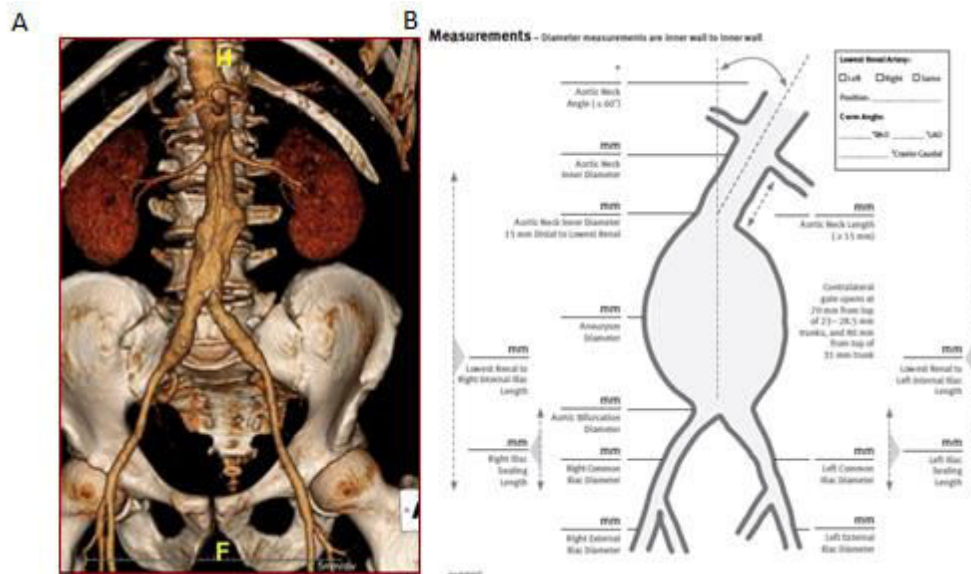 A
B
H
F
Measurements – Diameter measurements are inner wall to inner wall
°
Aortic Neck
Angle (≤ 60°)
mm
Aortic Neck
Inner Diameter
mm
Aortic Neck Inner Diameter
15 mm Distal to Lowest Renal
mm
Aneurysm
Diameter
mm
Lowest Renal to
Right Internal Iliac
Length
mm
Aortic Bifurcation
Diameter
mm
Right Iliac
Sealing
Length
mm
Right Common
Iliac Diameter
mm
Right External
Iliac Diameter
Lowest Renal Artery:
Left Right Same
Position
C-arm Angle:
°RAO °LAO
°Cranio Caudal
mm
Aortic Neck Length
(≥ 15 mm)
Contralateral
gate opens at
from top
of 23–28.5 mm
trunks, and
from top of
31 mm trunk
mm
Lowest Renal to
Left Internal Iliac
Length
mm
Left Common
Iliac Diameter
mm
Left Iliac
Sealing
Length
mm
Left External
Iliac Diameter